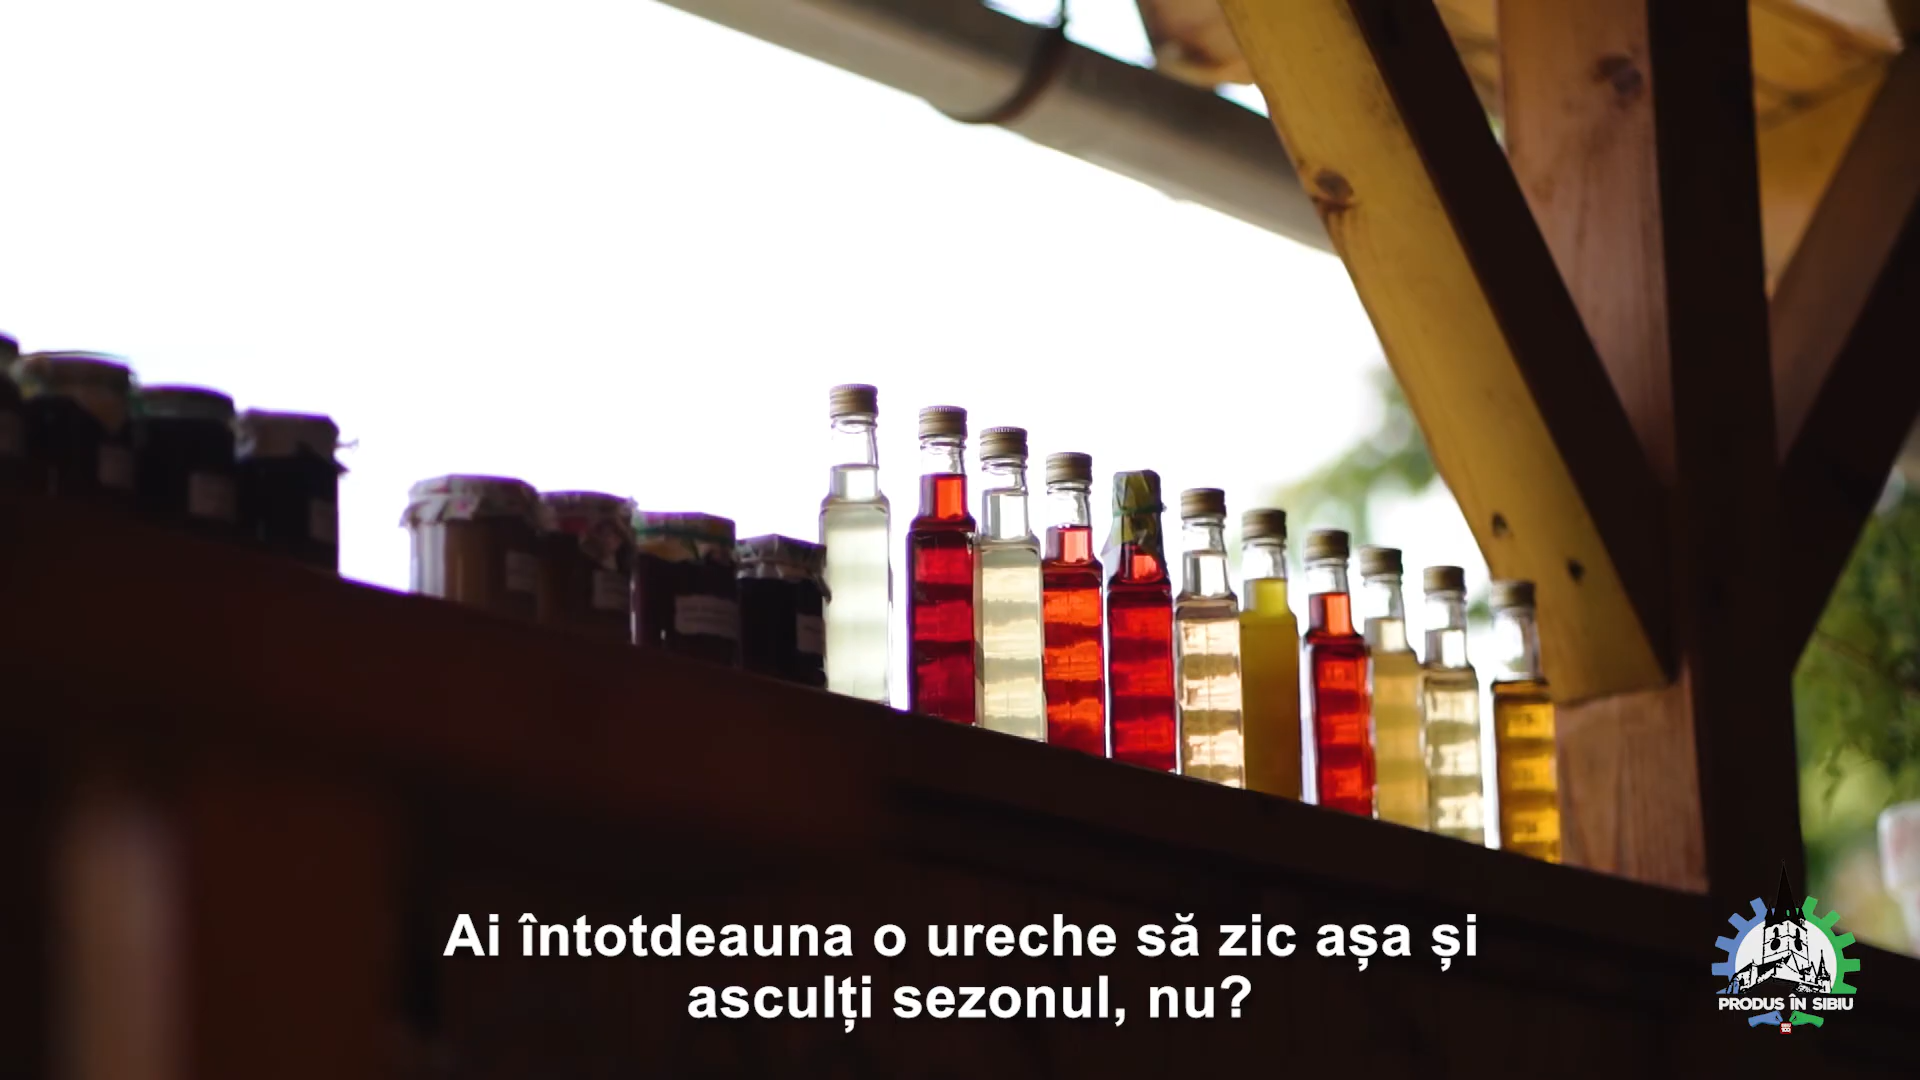 Ai întotdeauna o ureche să zic așa și
asculți sezonul, nu?
PRODUS ÎN SIBIU